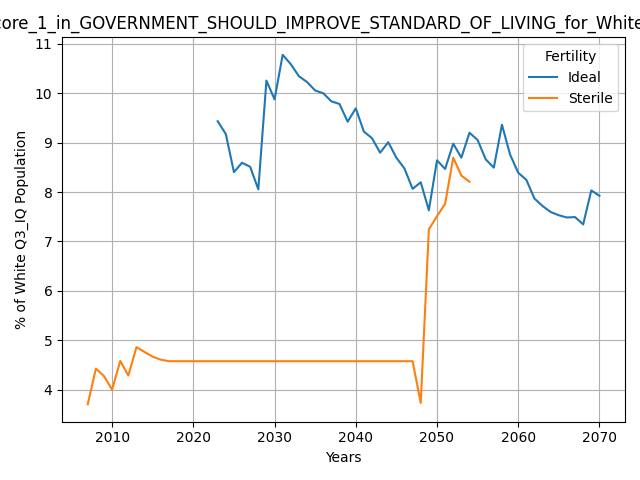 core_1_in_GOVERNMENT_SHOULD_IMPROVE_STANDARD_OF_LIVING_for_White
Fertility
Ideal
Sterile
% of White Q3_IQ Population
11
10
9
8
7
6
5
4
2010 2020 2030 2040 2050 2060 2070
Years